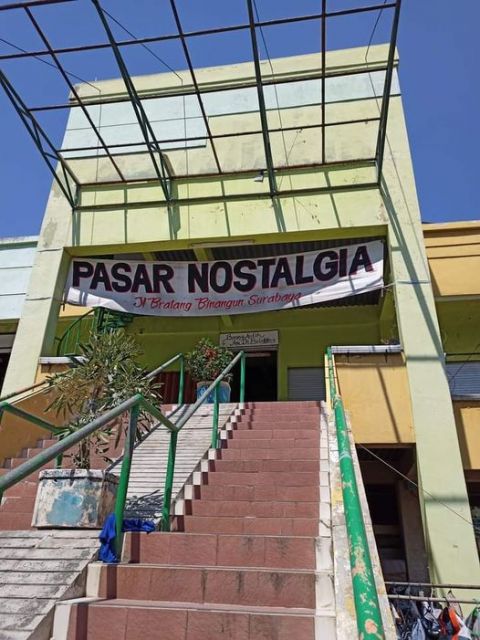 PASAR NOSTALGIA
Jl Bratang Binangun, Surabaya